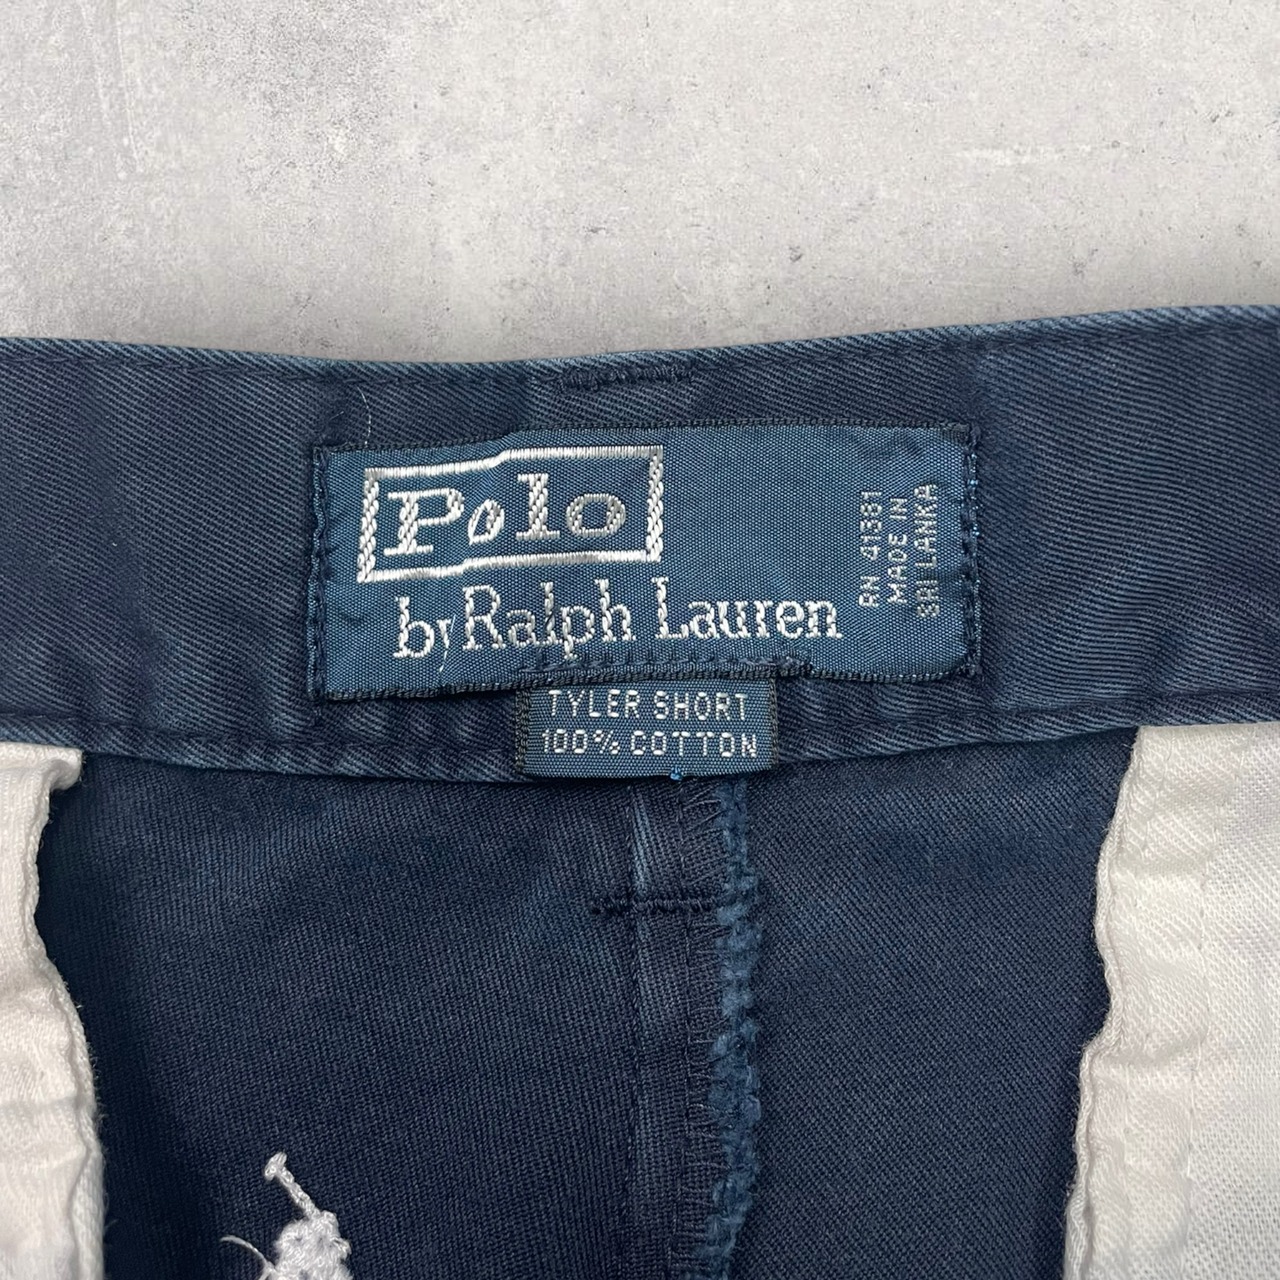 Polo
by Ralph Lauren
RN 41381
MADE IN
SRI LANKA
TYLER SHORT
100% COTTON